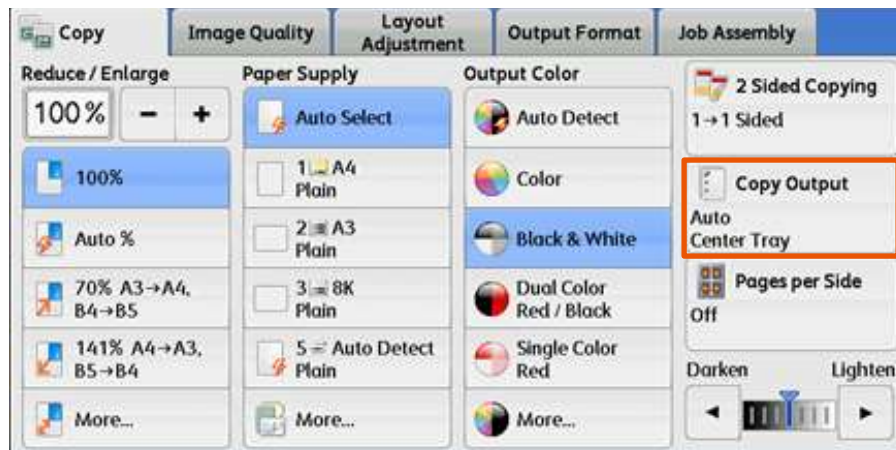 Copy
Image Quality
Layout
Adjustment
Output Format
Job Assembly
Reduce / Enlarge
100%
−
+
100%
Auto %
70% A3→A4,
B4→B5
141% A4→A3,
B5→B4
More...
Paper Supply
Auto Select
1 A4
Plain
2 A3
Plain
3 8K
Plain
5 Auto Detect
Plain
More...
Output Color
Auto Detect
Color
Black & White
Dual Color
Red / Black
Single Color
Red
More...
2 Sided Copying
1→1 Sided
Copy Output
Auto
Center Tray
Pages per Side
Off
Darken Lighten